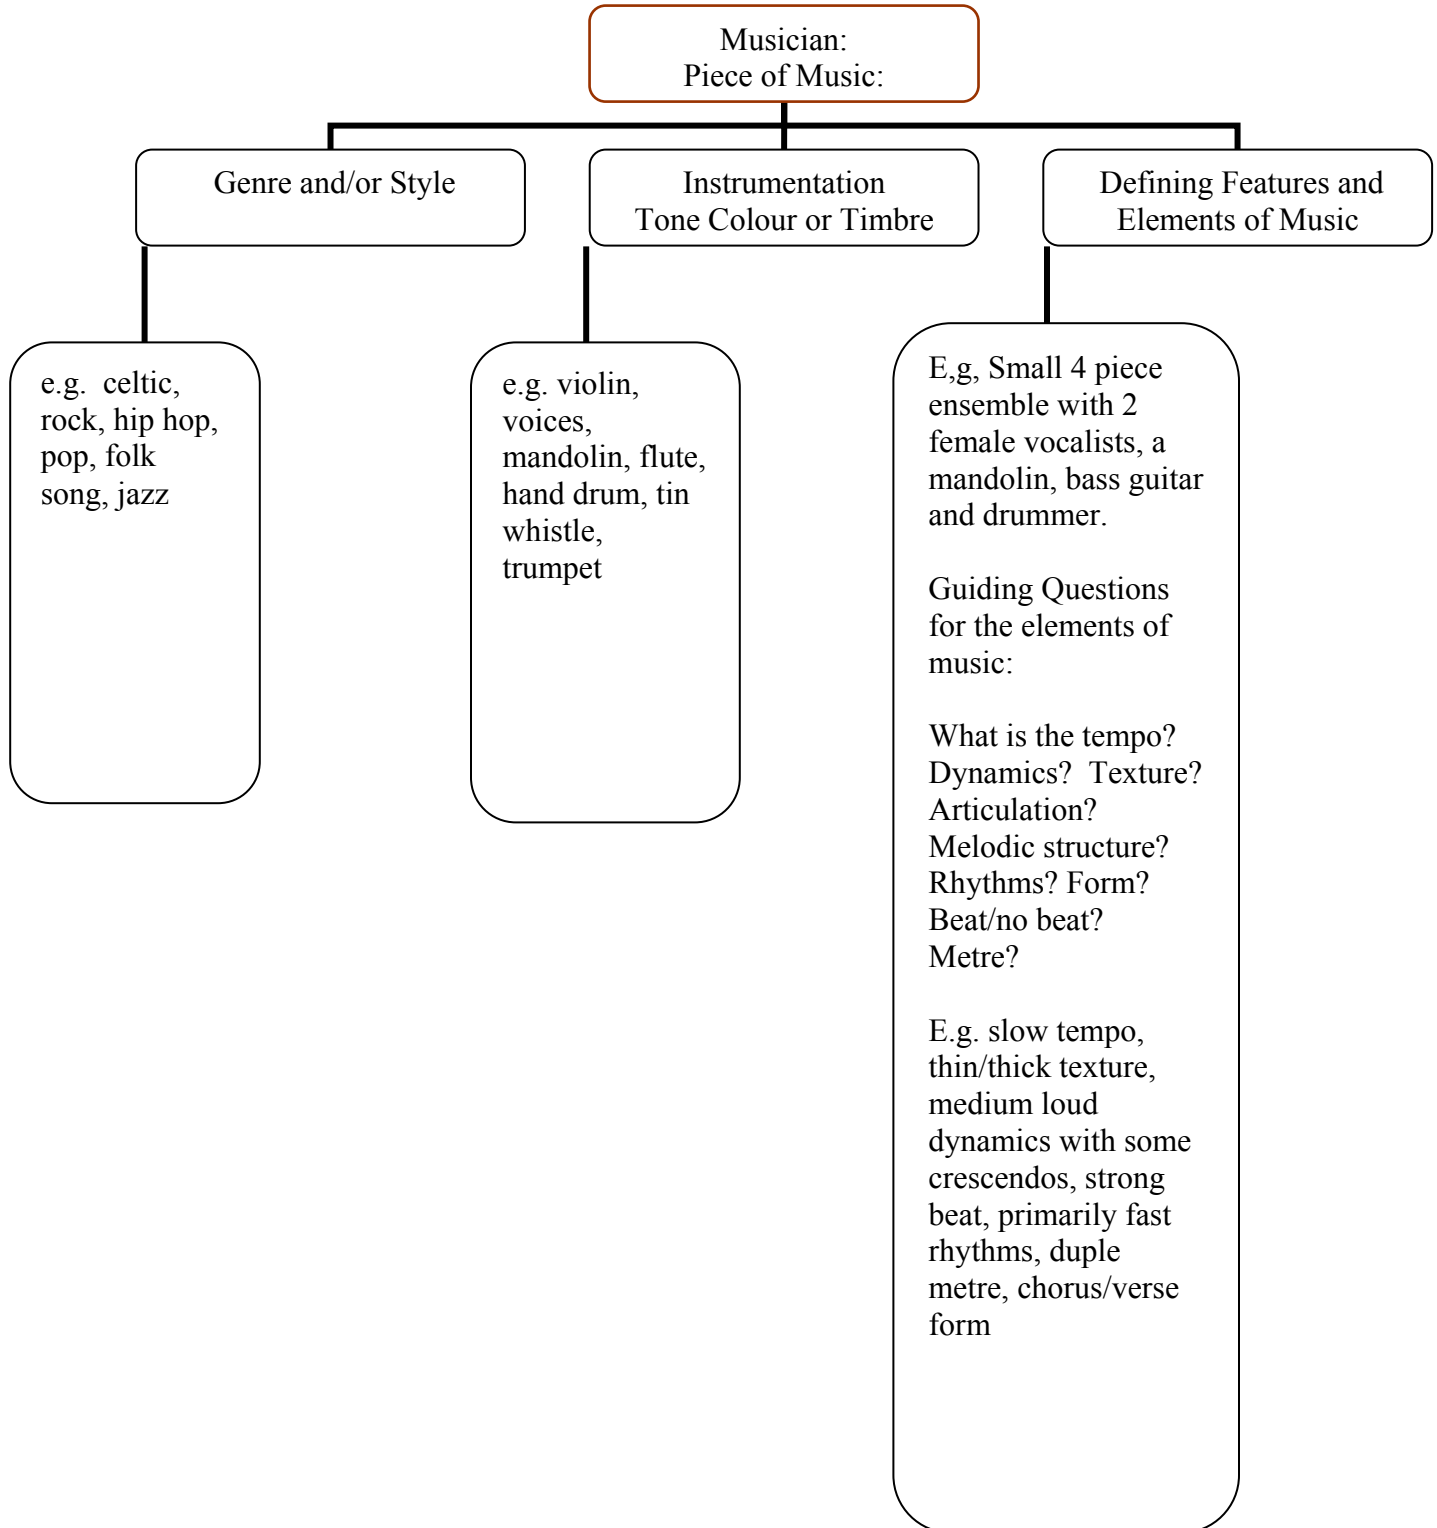 Musician:
Piece of Music:
Genre and/or Style
Instrumentation
Tone Colour or Timbre
Defining Features and
Elements of Music
e.g. celtic,
rock, hip hop,
pop, folk
song, jazz
e.g. violin,
voices,
mandolin, flute,
hand drum, tin
whistle,
trumpet
E,g, Small 4 piece
ensemble with 2
female vocalists, a
mandolin, bass guitar
and drummer.
Guiding Questions
for the elements of
music:
What is the tempo?
Dynamics? Texture?
Articulation?
Melodic structure?
Rhythms? Form?
Beat/no beat?
Metre?
E.g. slow tempo,
thin/thick texture,
medium loud
dynamics with some
crescendos, strong
beat, primarily fast
rhythms, duple
metre, chorus/verse
form